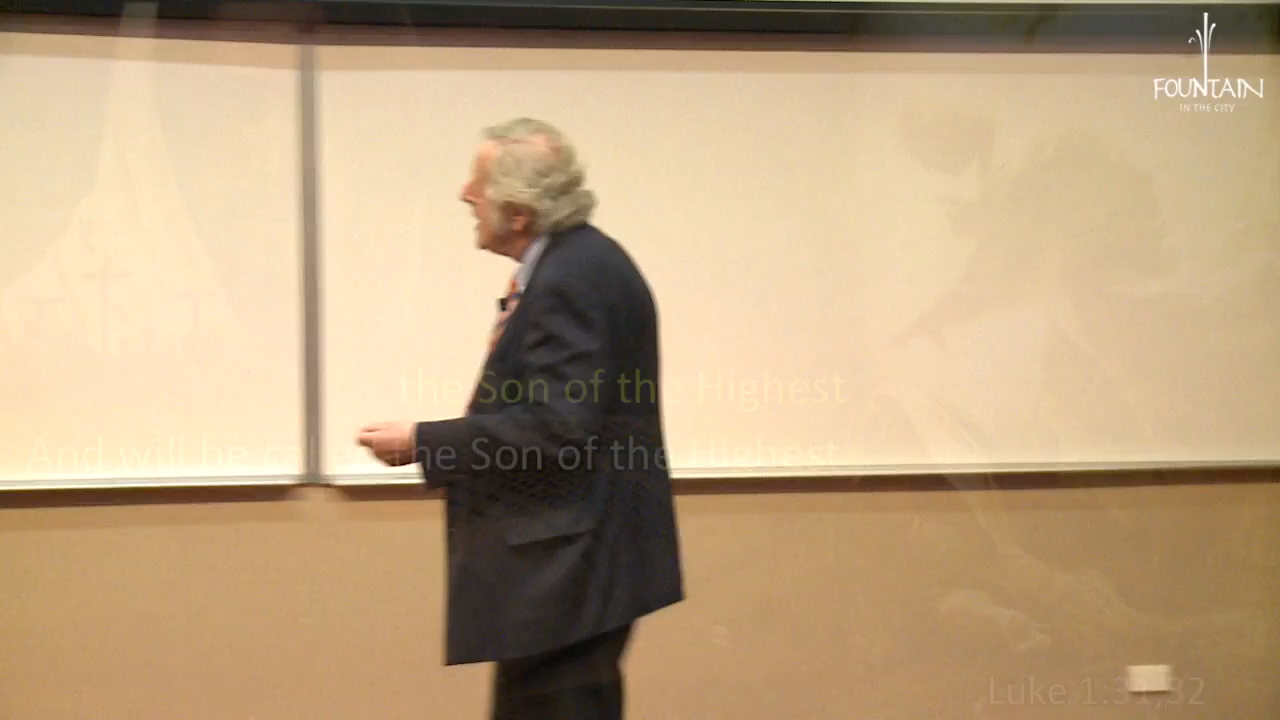 FOUNTAIN
IN THE CITY
the Son of the Highest
And will be called the Son of the Highest
Luke 1:31,32